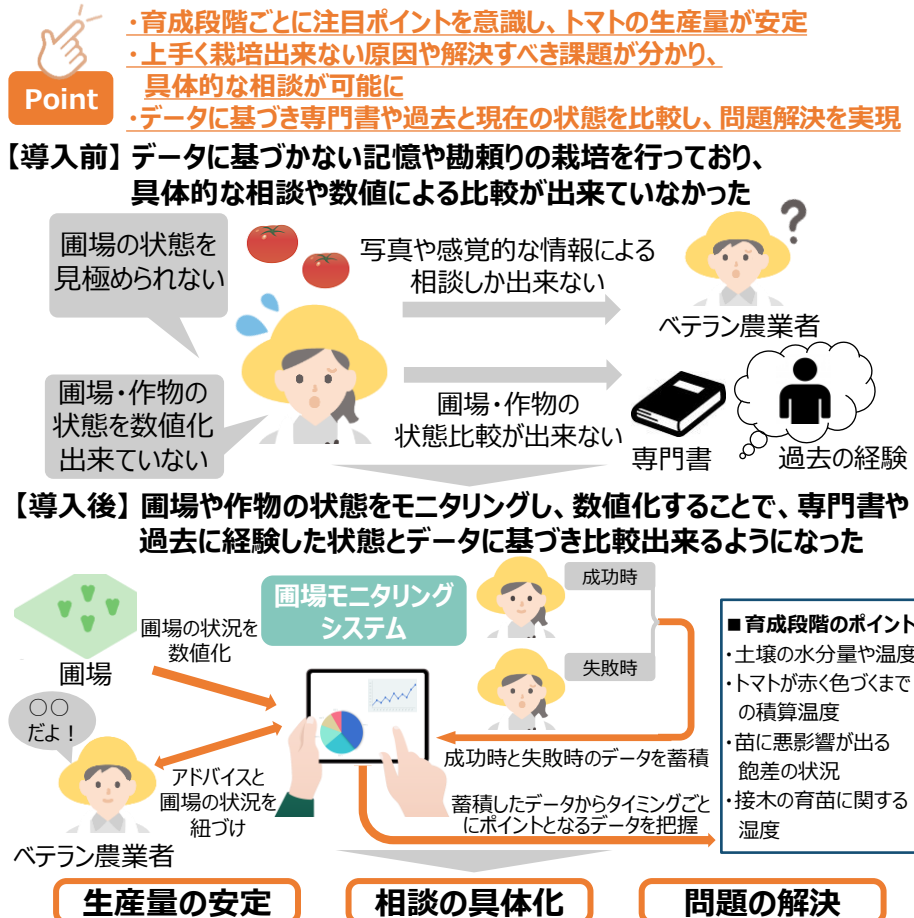 ・育成段階ごとに注目ポイントを意識し、トマトの生産量が安定
・上手く栽培出来ない原因や解決すべき課題が分かり、
具体的な相談が可能に
・データに基づき専門書や過去と現在の状態を比較し、問題解決を実現
Point
【導入前】データに基づかない記憶や勘頼りの栽培を行っており、
具体的な相談や数値による比較が出来ていなかった
圃場の状態を
見極められない
写真や感覚的な情報による
相談しか出来ない
ベテラン農業者
圃場・作物の
状態を数値化
出来ていない
圃場・作物の
状態比較が出来ない
専門書
過去の経験
【導入後】圃場や作物の状態をモニタリングし、数値化することで、専門書や
過去に経験した状態とデータに基づき比較出来るようになった
圃場
圃場の状況を
数値化
圃場モニタリング
システム
成功時
失敗時
成功時と失敗時のデータを蓄積
○○
だよ！
ベテラン農業者
アドバイスと
圃場の状況を
紐づけ
蓄積したデータからタイミングごと
にポイントとなるデータを把握
■育成段階のポイント
・土壌の水分量や温度
・トマトが赤く色づくまで
の積算温度
・苗に悪影響が出る
飽差の状況
・接木の育苗に関する
湿度
生産量の安定
相談の具体化
問題の解決